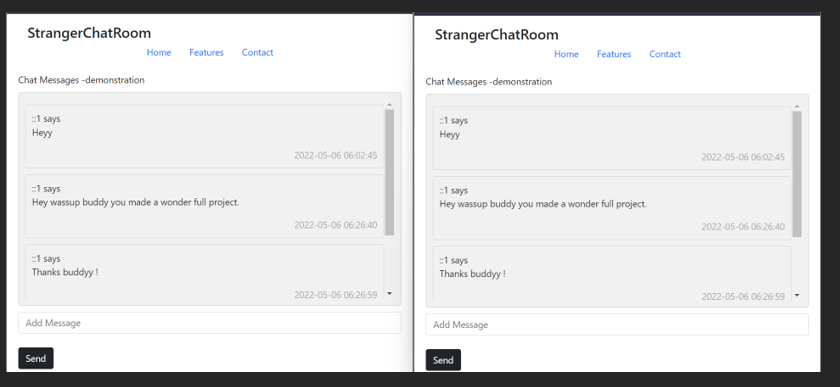 StrangerChatRoom
Home Features Contact
Chat Messages -demonstration
::1 says
Heyy
2022-05-06 06:02:45
::1 says
Hey wassup buddy you made a wonder full project.
2022-05-06 06:26:40
::1 says
Thanks buddyy !
2022-05-06 06:26:59
Add Message
Send
StrangerChatRoom
Home Features Contact
Chat Messages -demonstration
::1 says
Heyy
2022-05-06 06:02:45
::1 says
Hey wassup buddy you made a wonder full project.
2022-05-06 06:26:40
::1 says
Thanks buddyy !
2022-05-06 06:26:59
Add Message
Send